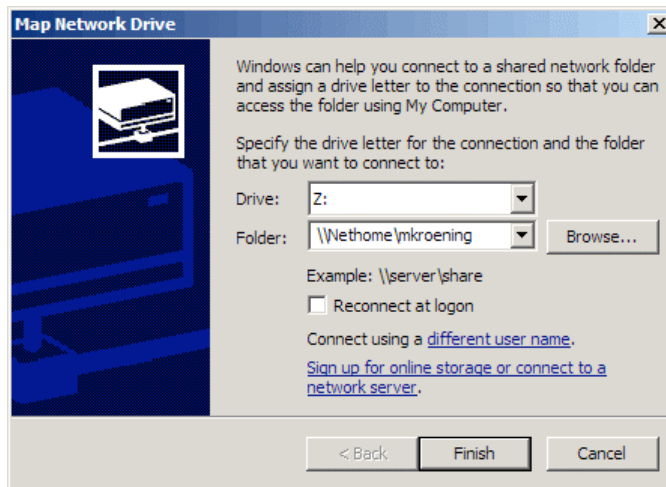 Map Network Drive
Windows can help you connect to a shared network folder
and assign a drive letter to the connection so that you can
access the folder using My Computer.
Specify the drive letter for the connection and the folder
that you want to connect to:
Drive: Z:
Folder: \\Nethome\mkroening Browse...
Example: \\server\share
Reconnect at logon
Connect using a different user name.
Sign up for online storage or connect to a
network server.
< Back Finish Cancel